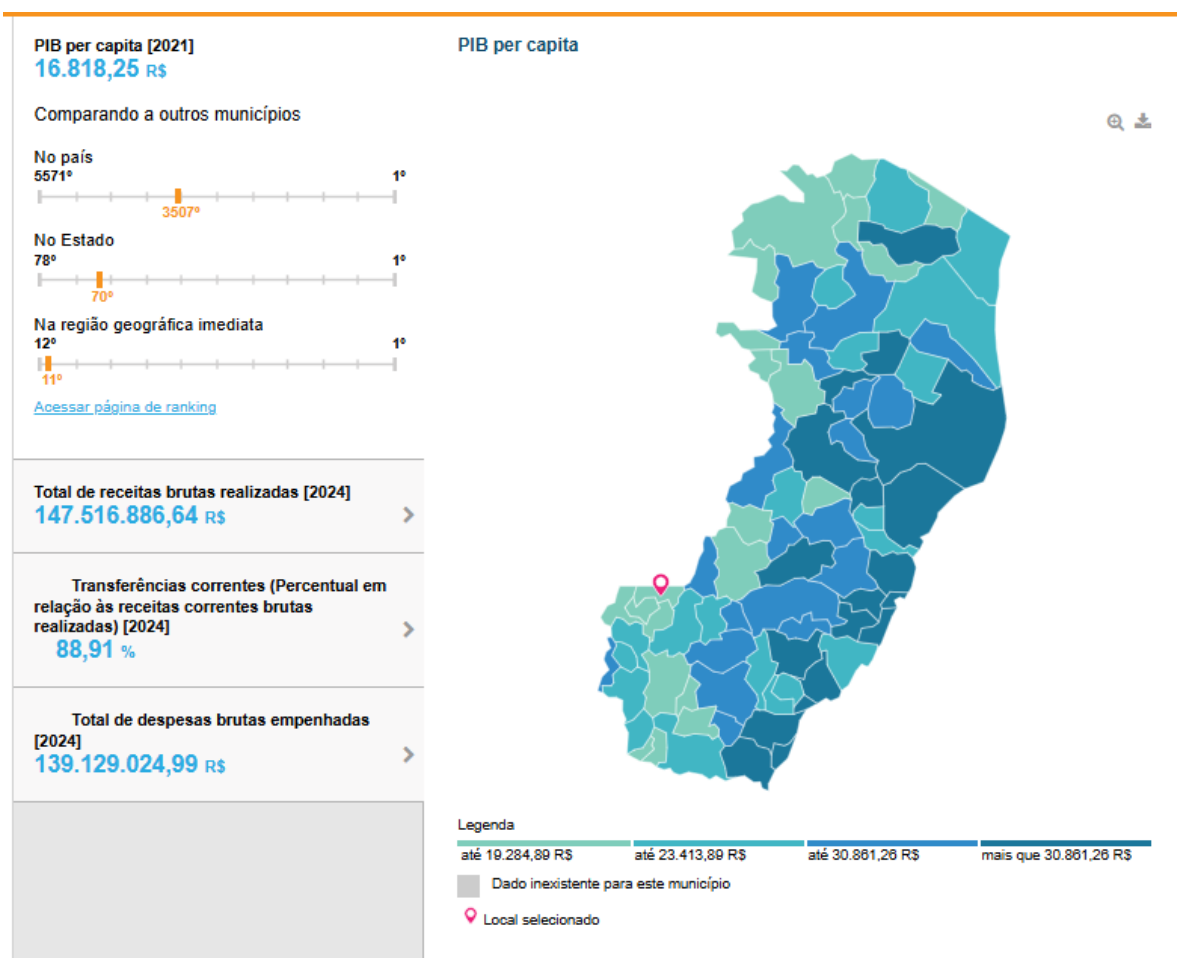 PIB per capita [2021]
16.818,25 R$
Comparando a outros municípios
No país
5571º 1º
3507º
No Estado
78º 1º
70º
Na região geográfica imediata
12º 1º
11º
Acessar página de ranking
Total de receitas brutas realizadas [2024]
147.516.886,64 R$
Transferências correntes (Percentual em
relação às receitas correntes brutas
realizadas) [2024]
88,91 %
Total de despesas brutas empenhadas
[2024]
139.129.024,99 R$
PIB per capita
Legenda
até 19.284,89 R$ até 23.413,89 R$ até 30.861,26 R$ mais que 30.861,26 R$
Dado inexistente para este município
Local selecionado